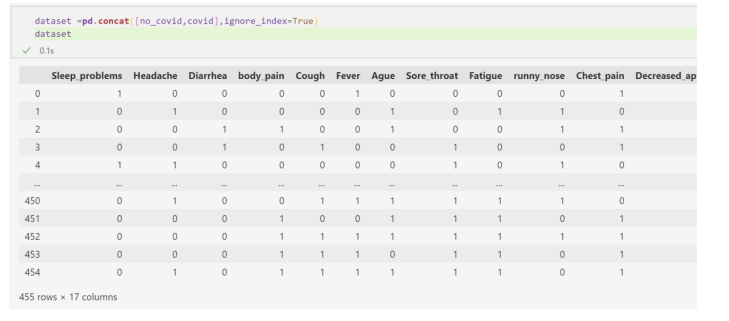 dataset =pd.concat([no_covid,covid],ignore_index=True)
dataset
✓ 0.1s
Sleep_problems Headache Diarrhea body_pain Cough Fever Ague Sore_throat Fatigue runny_nose Chest_pain Decreased_ap
0 1 0 0 0 0 1 0 0 0 0 1
1 0 1 0 0 0 0 1 0 1 1 0
2 0 0 1 1 0 0 1 0 0 1 1
3 0 0 1 0 1 0 0 1 0 0 1
4 1 1 0 0 0 0 0 1 0 1 0
... ... ... ... ... ... ... ... ... ... ... ...
450 0 1 0 0 1 1 1 1 1 1 0
451 0 0 0 1 0 0 1 1 1 0 1
452 0 0 0 1 1 1 1 1 1 1 1
453 0 0 0 1 1 1 0 1 1 0 1
454 0 1 0 1 1 1 1 1 1 0 1
455 rows × 17 columns